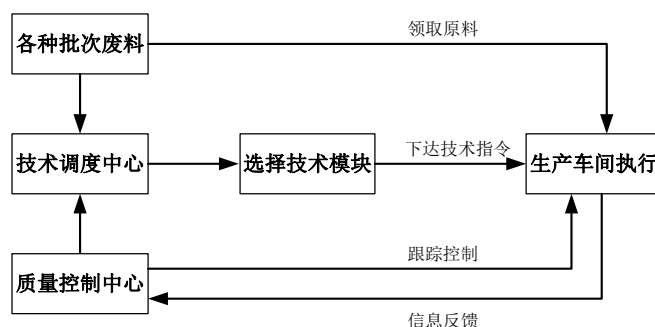 各种批次废料
领取原料
技术调度中心
选择技术模块
下达技术指令
生产车间执行
质量控制中心
跟踪控制
信息反馈